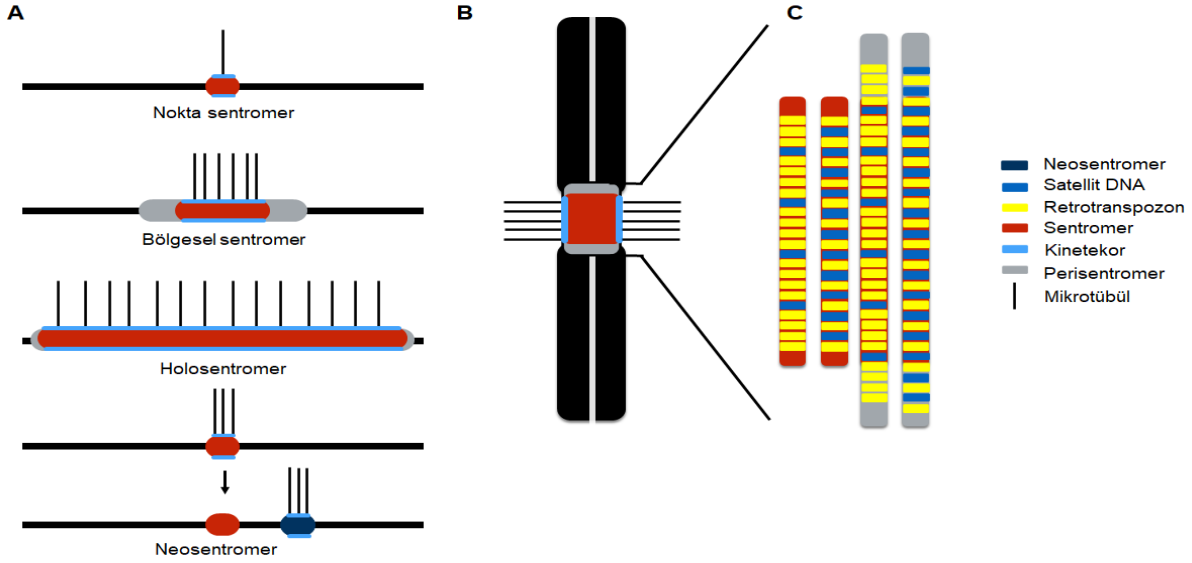 A
B
C
Nokta sentromer
Bölgesel sentromer
Holosentromer
Neosentromer
Neosentromer
Satellit DNA
Retrotranspozon
Sentromer
Kinetekor
Perisentromer
Mikrotübül